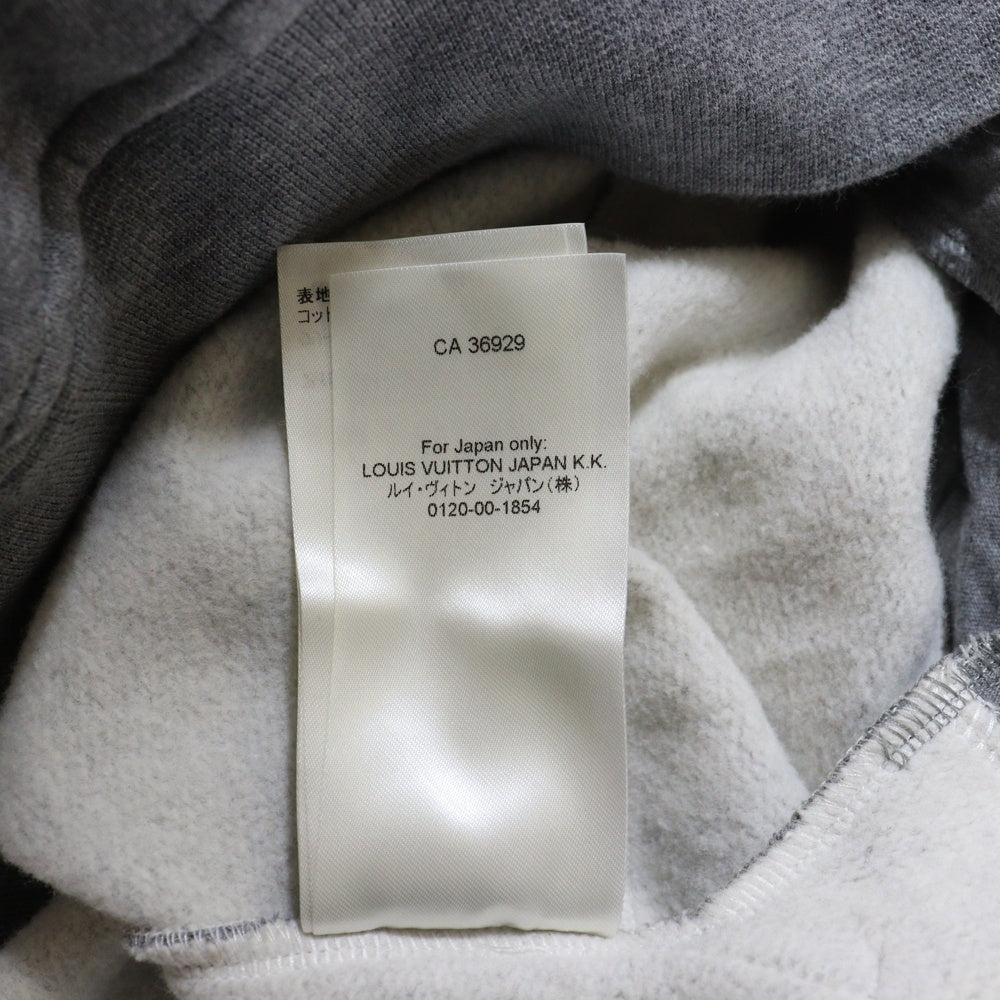 表地
コット
CA 36929
For Japan only:
LOUIS VUITTON JAPAN K.K.
ルイ・ヴィトン ジャパン(株)
0120-00-1854